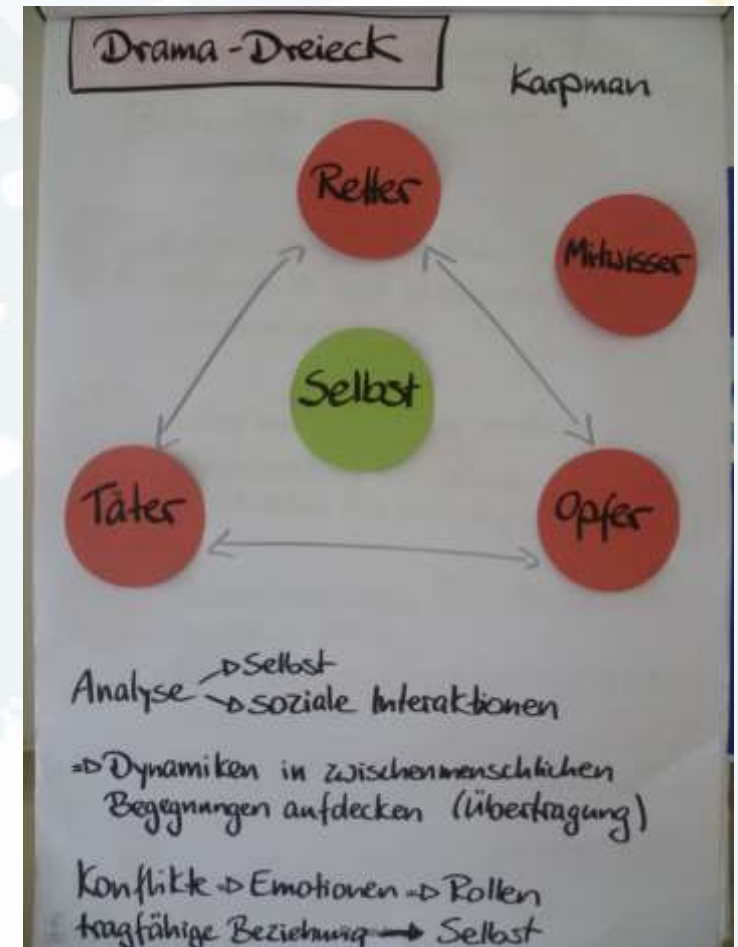 Drama-Dreieck
Karpman
Retter
Mitwisser
Selbst
Täter
Opfer
Analyse → Selbst
→ soziale Interaktionen
⇒ Dynamiken in zwischenmenschlichen
Begegnungen aufdecken (Übertragung)
Konflikte ⇒ Emotionen ⇒ Rollen
tragfähige Beziehung → Selbst